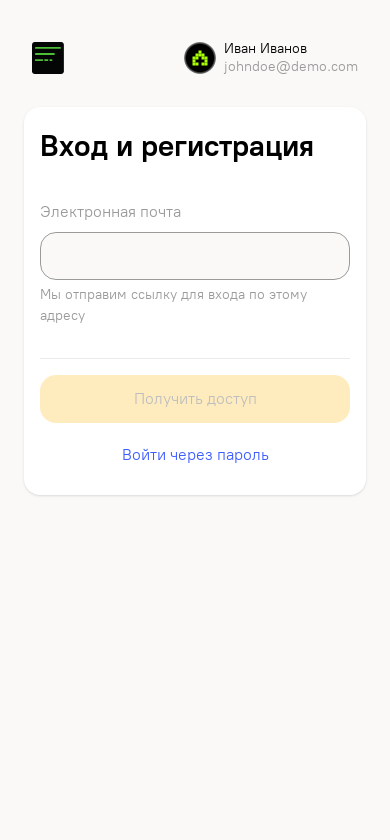 Иван Иванов
johndoe@demo.com
Вход и регистрация
Электронная почта
Мы отправим ссылку для входа по этому
адресу
Получить доступ
Войти через пароль